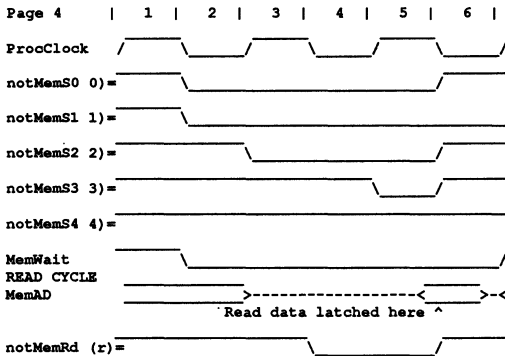 Page 4 | 1 | 2 | 3 | 4 | 5 | 6 |
ProcClock
notMemS0 0)=
notMemS1 1)=
notMemS2 2)=
notMemS3 3)=
notMemS4 4)=
MemWait
READ CYCLE
MemAD
Read data latched here ^
notMemRd (r)=